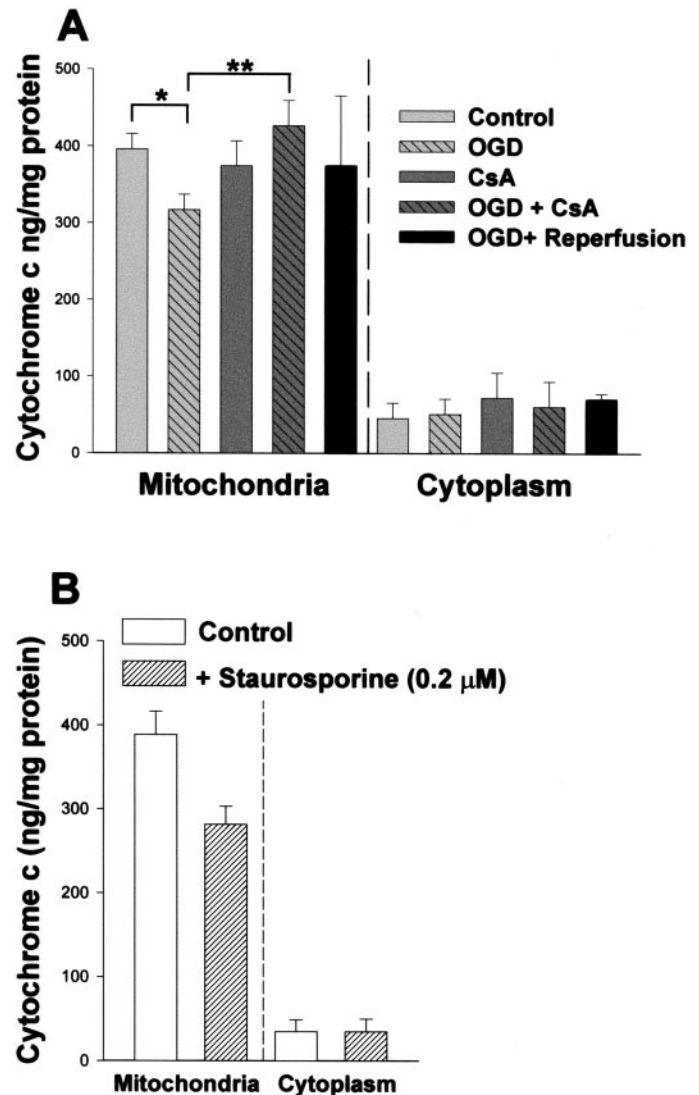 A
Cytochrome c ng/mg protein
500
400
300
200
100
0
*
**
Control
OGD
CsA
OGD + CsA
OGD+ Reperfusion
Mitochondria
Cytoplasm
B
Cytochrome c (ng/mg protein)
500
400
300
200
100
0
Control
+ Staurosporine (0.2 μM)
Mitochondria
Cytoplasm